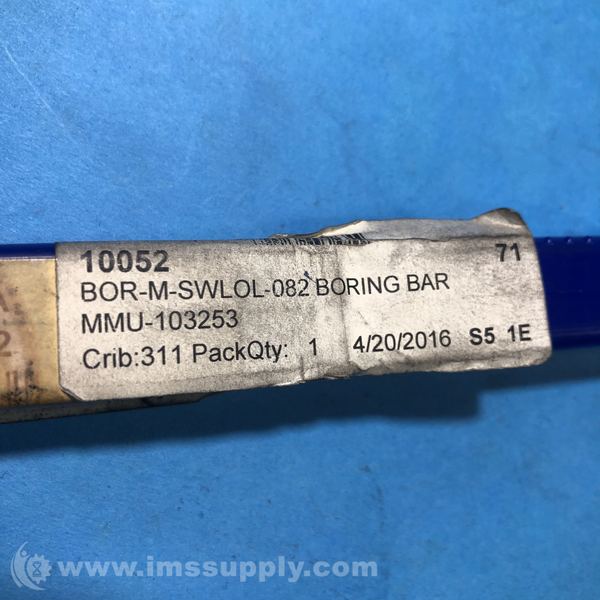 10052 71
BOR-M-SWLOL-082 BORING BAR
MMU-103253
Crib:311 PackQty: 1 4/20/2016 S5 1E
2
www.imssupply.com